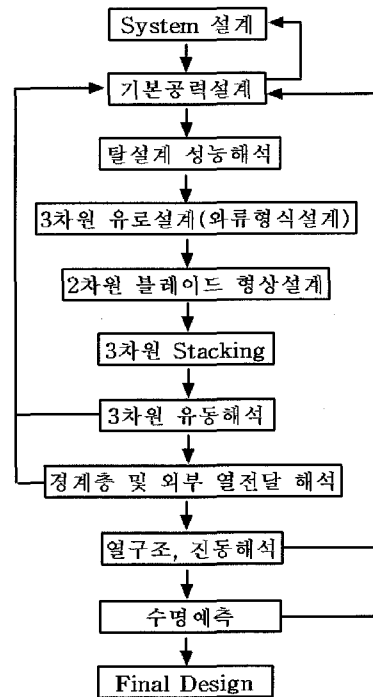 System 설계
기본공력설계
탈설계 성능해석
3차원 유로설계(와류형식설계)
2차원 블레이드 형상설계
3차원 Stacking
3차원 유동해석
경계층 및 외부 열전달 해석
열구조, 진동해석
수명예측
Final Design